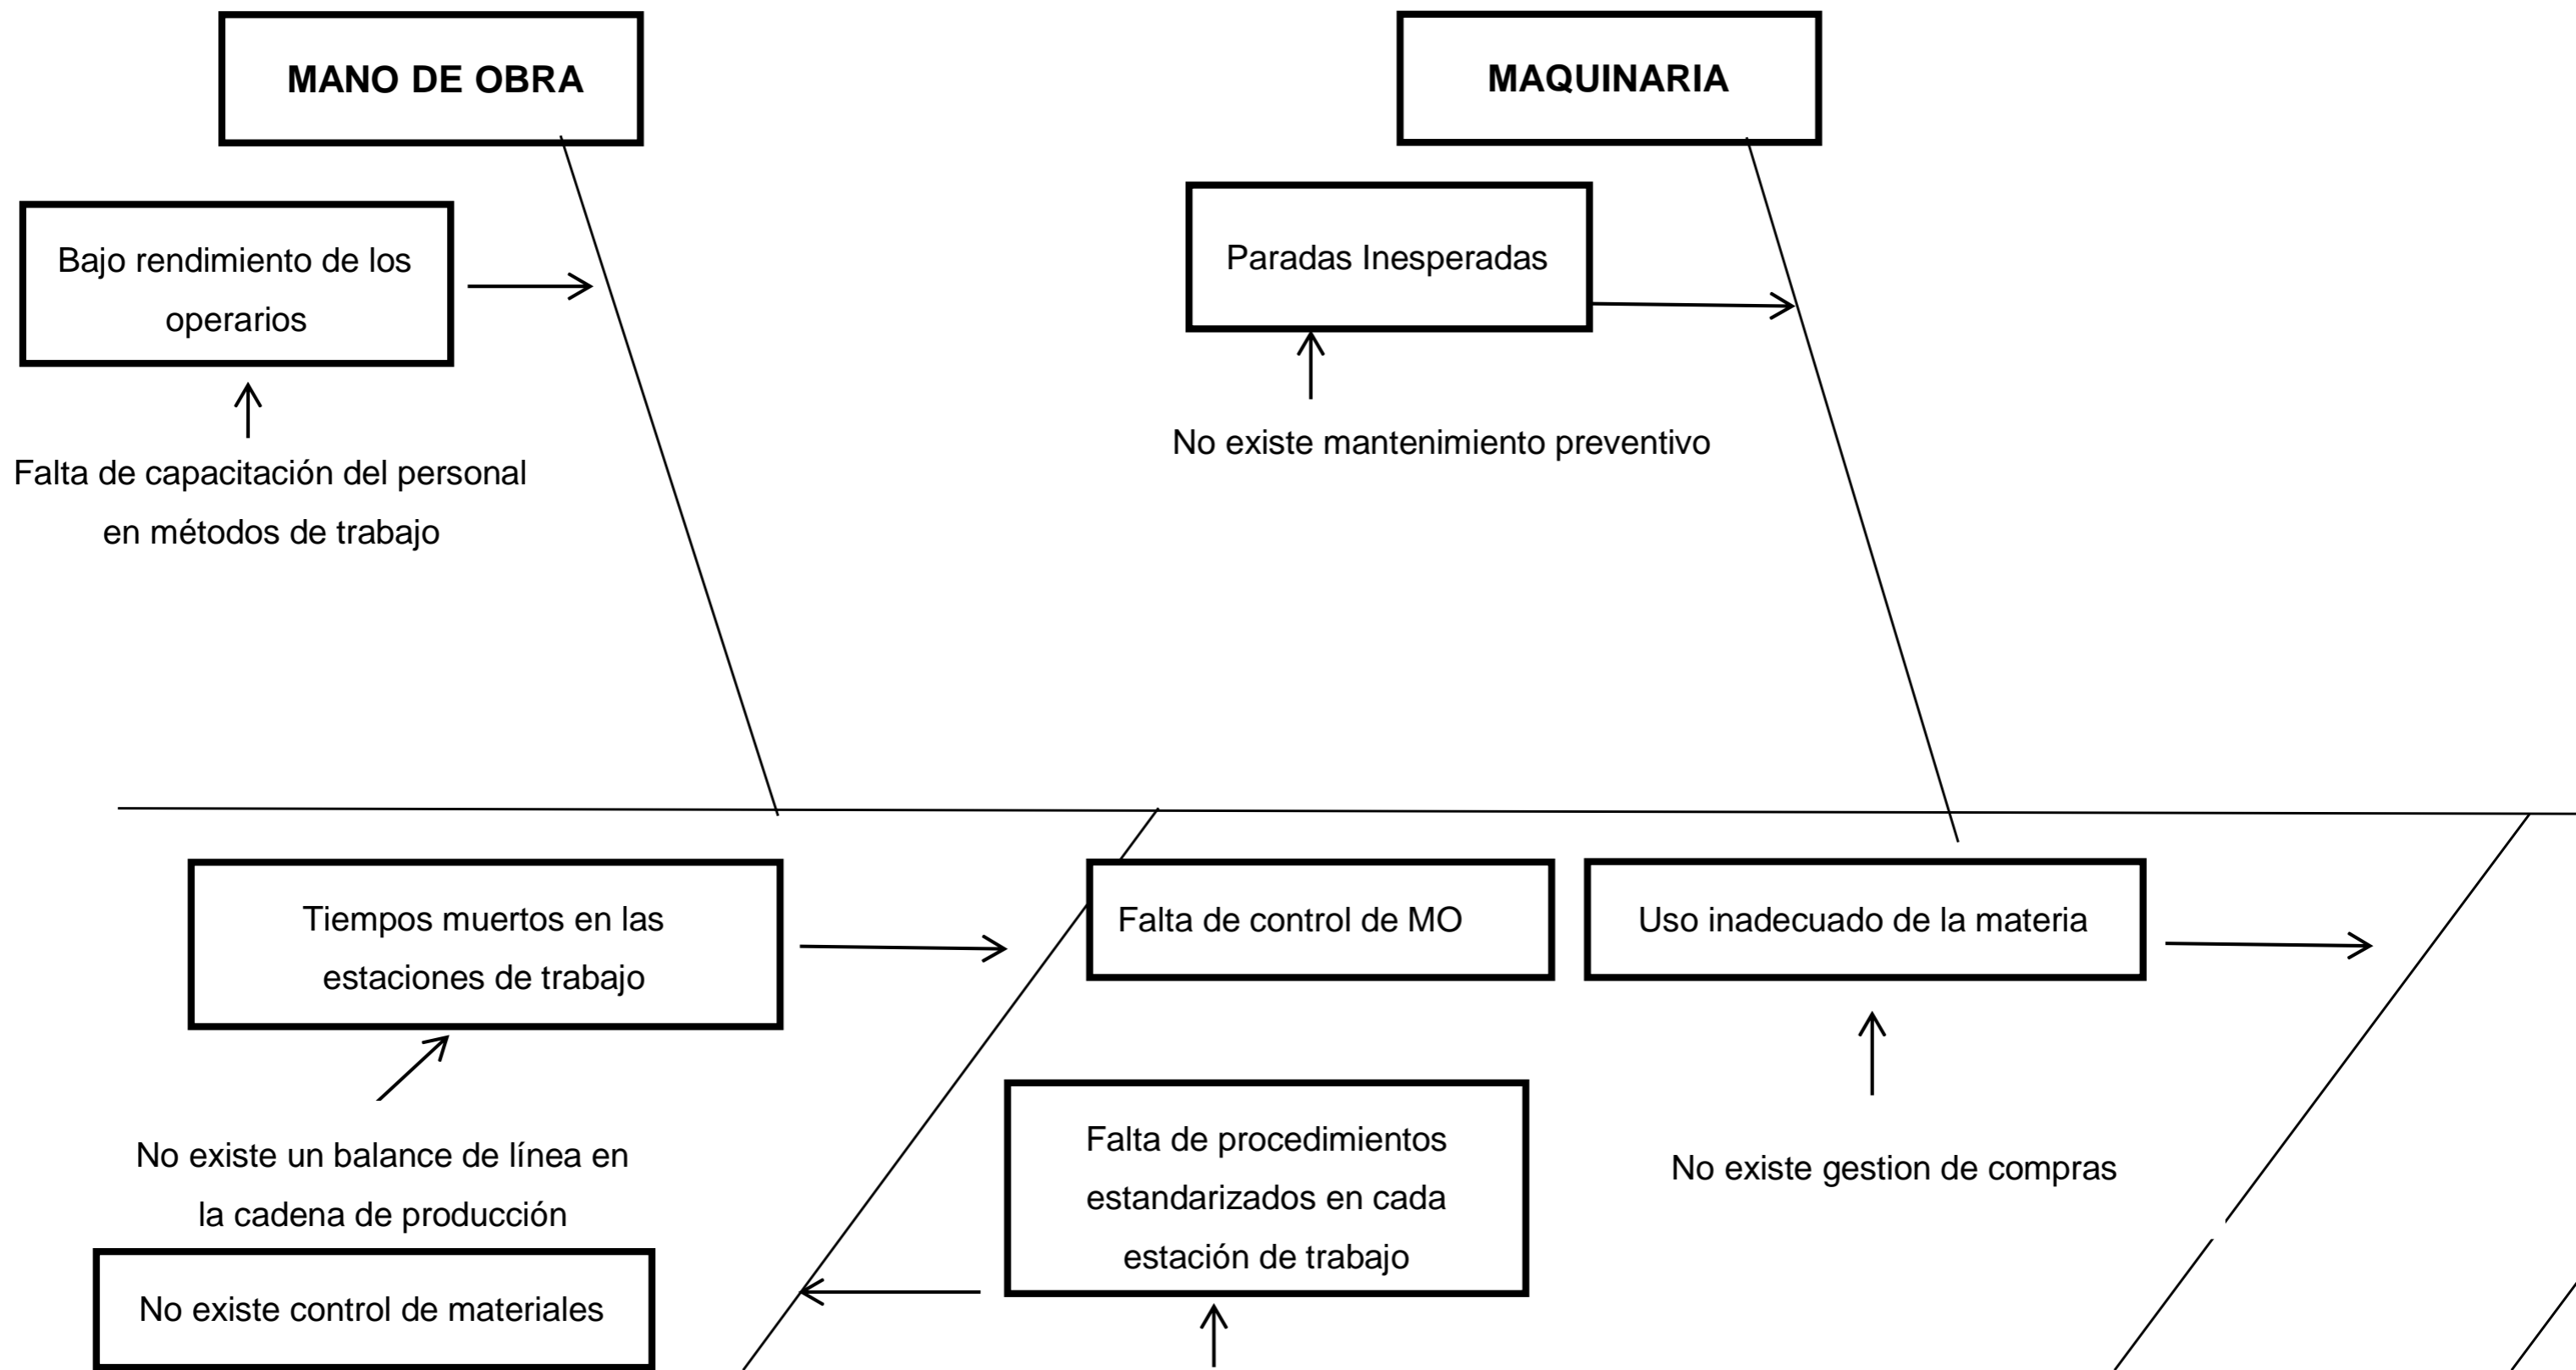 MANO DE OBRA
MAQUINARIA
Bajo rendimiento de los
operarios
Paradas Inesperadas
Falta de capacitación del personal
en métodos de trabajo
No existe mantenimiento preventivo
Tiempos muertos en las
estaciones de trabajo
Falta de control de MO
Uso inadecuado de la materia
No existe un balance de línea en
la cadena de producción
Falta de procedimientos
estandarizados en cada
estación de trabajo
No existe gestion de compras
No existe control de materiales